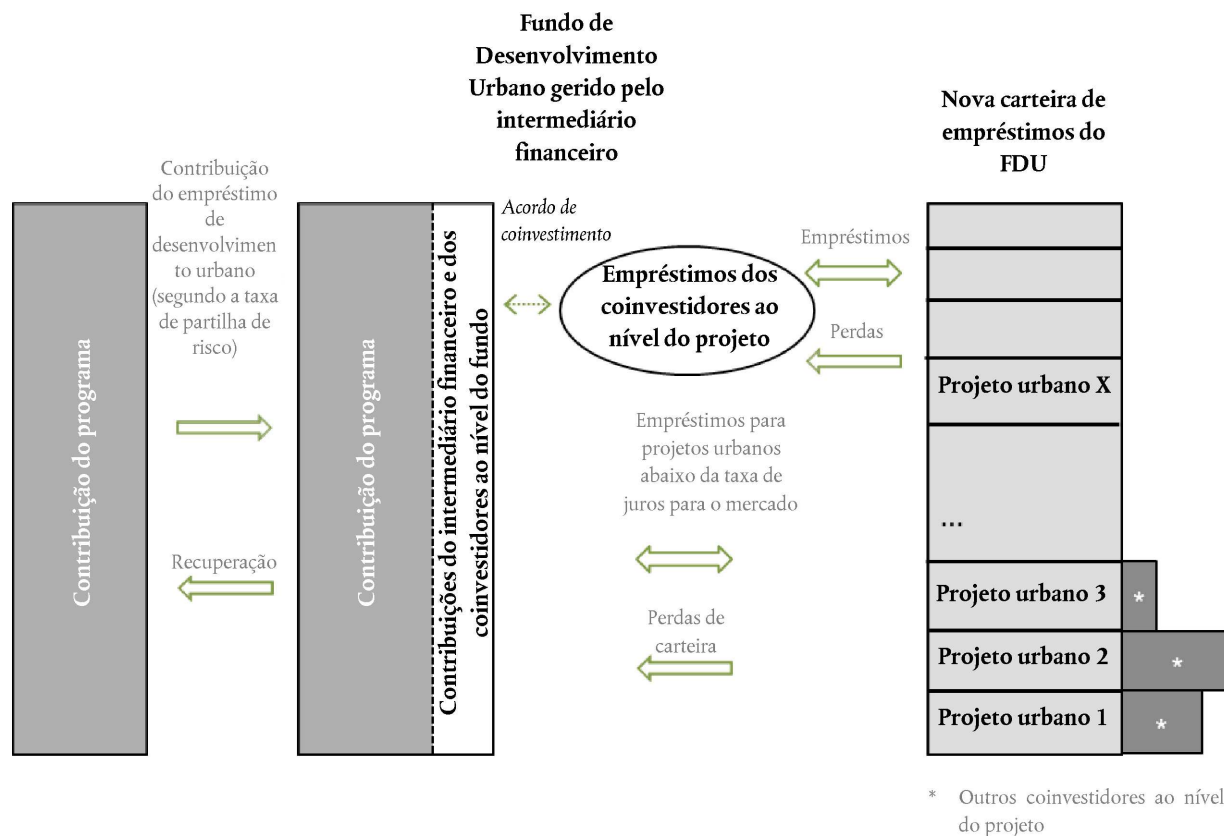 Fundo de
Desenvolvimento
Urbano gerido pelo
intermediário
financeiro
Nova carteira de
empréstimos do
FDU
Contribuição
do empréstimo
de
desenvolvimen
to urbano
(segundo a taxa
de partilha de
risco)
Acordo de
coinvestimento
Empréstimos
Empréstimos dos
coinvestidores ao
nível do projeto
Perdas
Contribuição do programa
Contribuição do programa
Contribuições do intermediário financeiro e dos
coinvestidores ao nível do fundo
Projeto urbano X
Empréstimos para
projetos urbanos
abaixo da taxa de
juros para o mercado
...
Recuperação
Projeto urbano 3
*
Perdas de
carteira
Projeto urbano 2
*
Projeto urbano 1
*
* Outros coinvestidores ao nível
do projeto